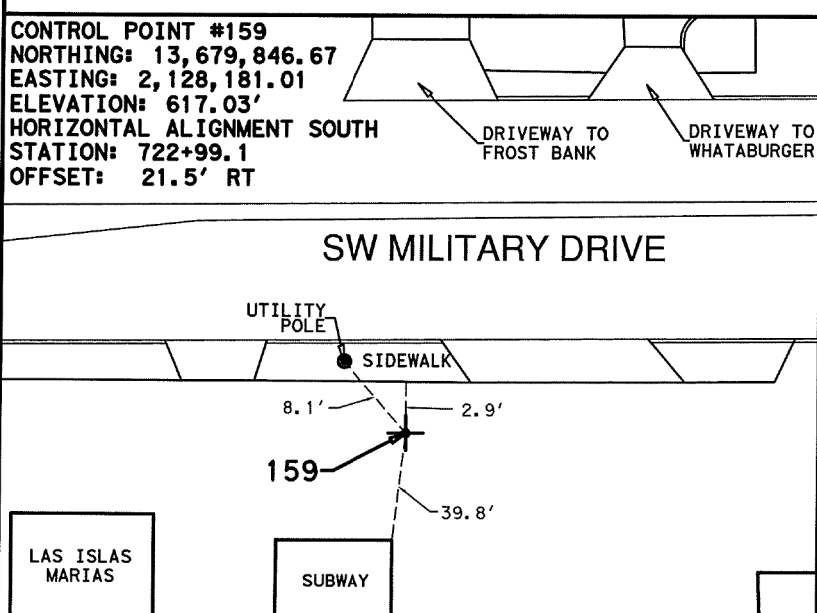 CONTROL POINT #159
NORTHING: 13,679,846.67
EASTING: 2,128,181.01
ELEVATION: 617.03'
HORIZONTAL ALIGNMENT SOUTH
STATION: 722+99.1
OFFSET: 21.5' RT
DRIVEWAY TO
FROST BANK
DRIVEWAY TO
WHATABURGER
SW MILITARY DRIVE
UTILITY
POLE
SIDEWALK
8.1'
2.9'
159
39.8'
LAS ISLAS
MARIAS
SUBWAY